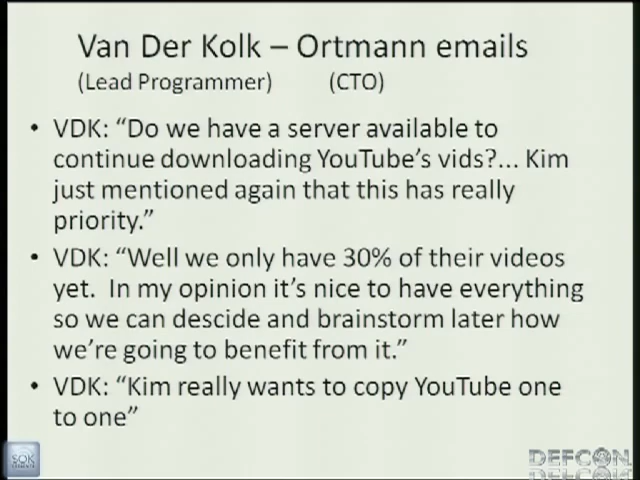 Van Der Kolk – Ortmann emails
(Lead Programmer) (CTO)
• VDK: “Do we have a server available to
continue downloading YouTube’s vids?... Kim
just mentioned again that this has really
priority.”
• VDK: “Well we only have 30% of their videos
yet. In my opinion it’s nice to have everything
so we can descide and brainstorm later how
we’re going to benefit from it.”
• VDK: “Kim really wants to copy YouTube one
to one”
SOK
DEFCON